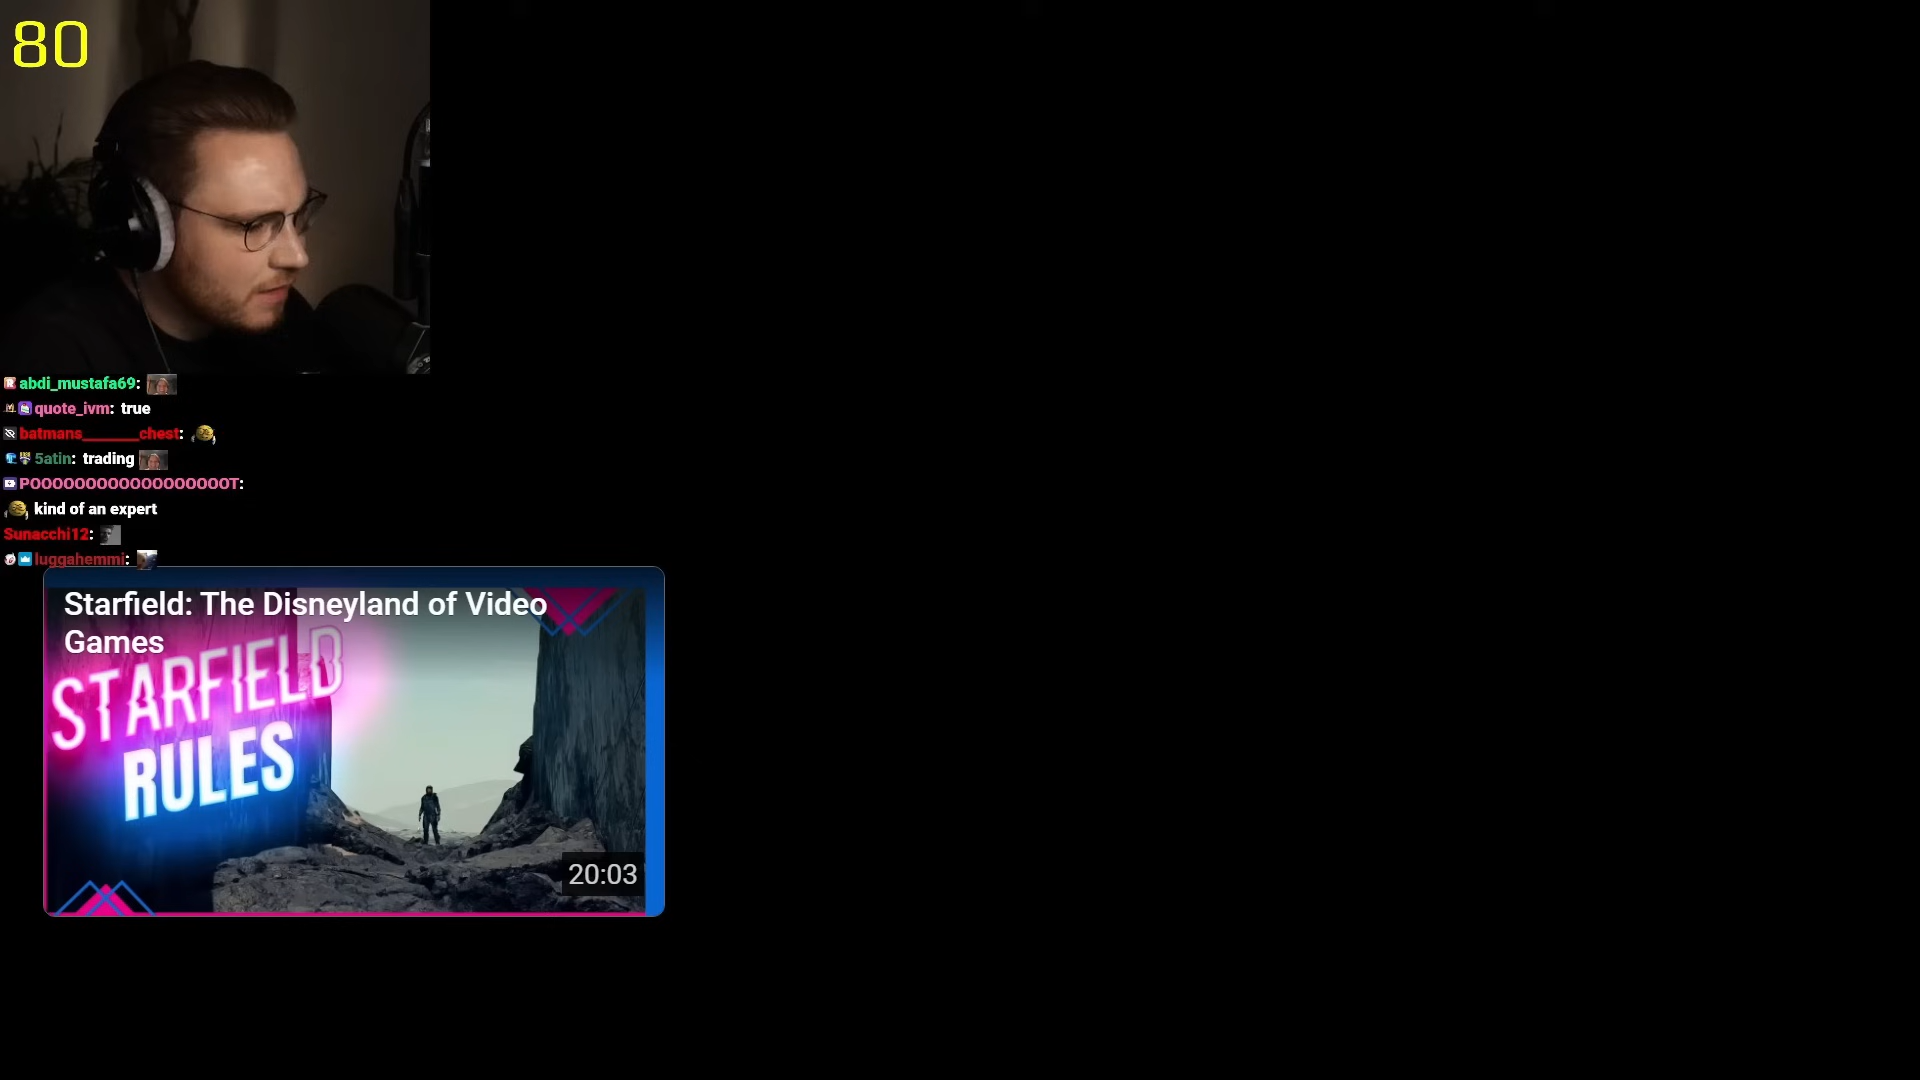 80
abdi_mustafa69:
quote_ivm: true
batmans_______chest:
5atin: trading
POOOOOOOOOOOOOOOOOOT:
kind of an expert
Sunacchi12:
luggahemmi:
Starfield: The Disneyland of Video
Games
STARFIELD
RULES
20:03